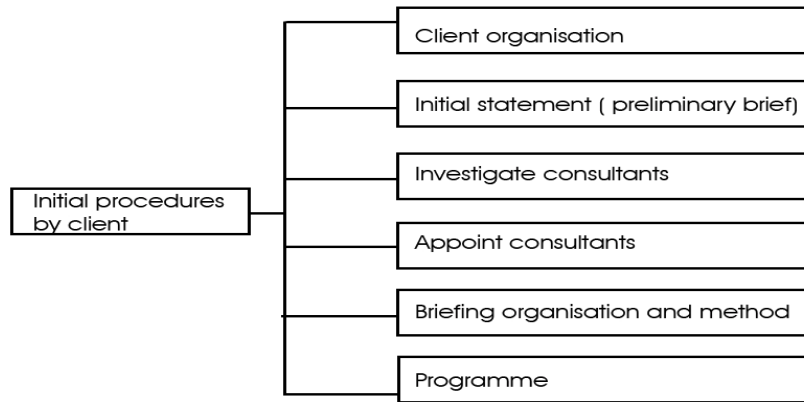 Client organisation
Initial statement ( preliminary brief)
Investigate consultants
Initial procedures
by client
Appoint consultants
Briefing organisation and method
Programme